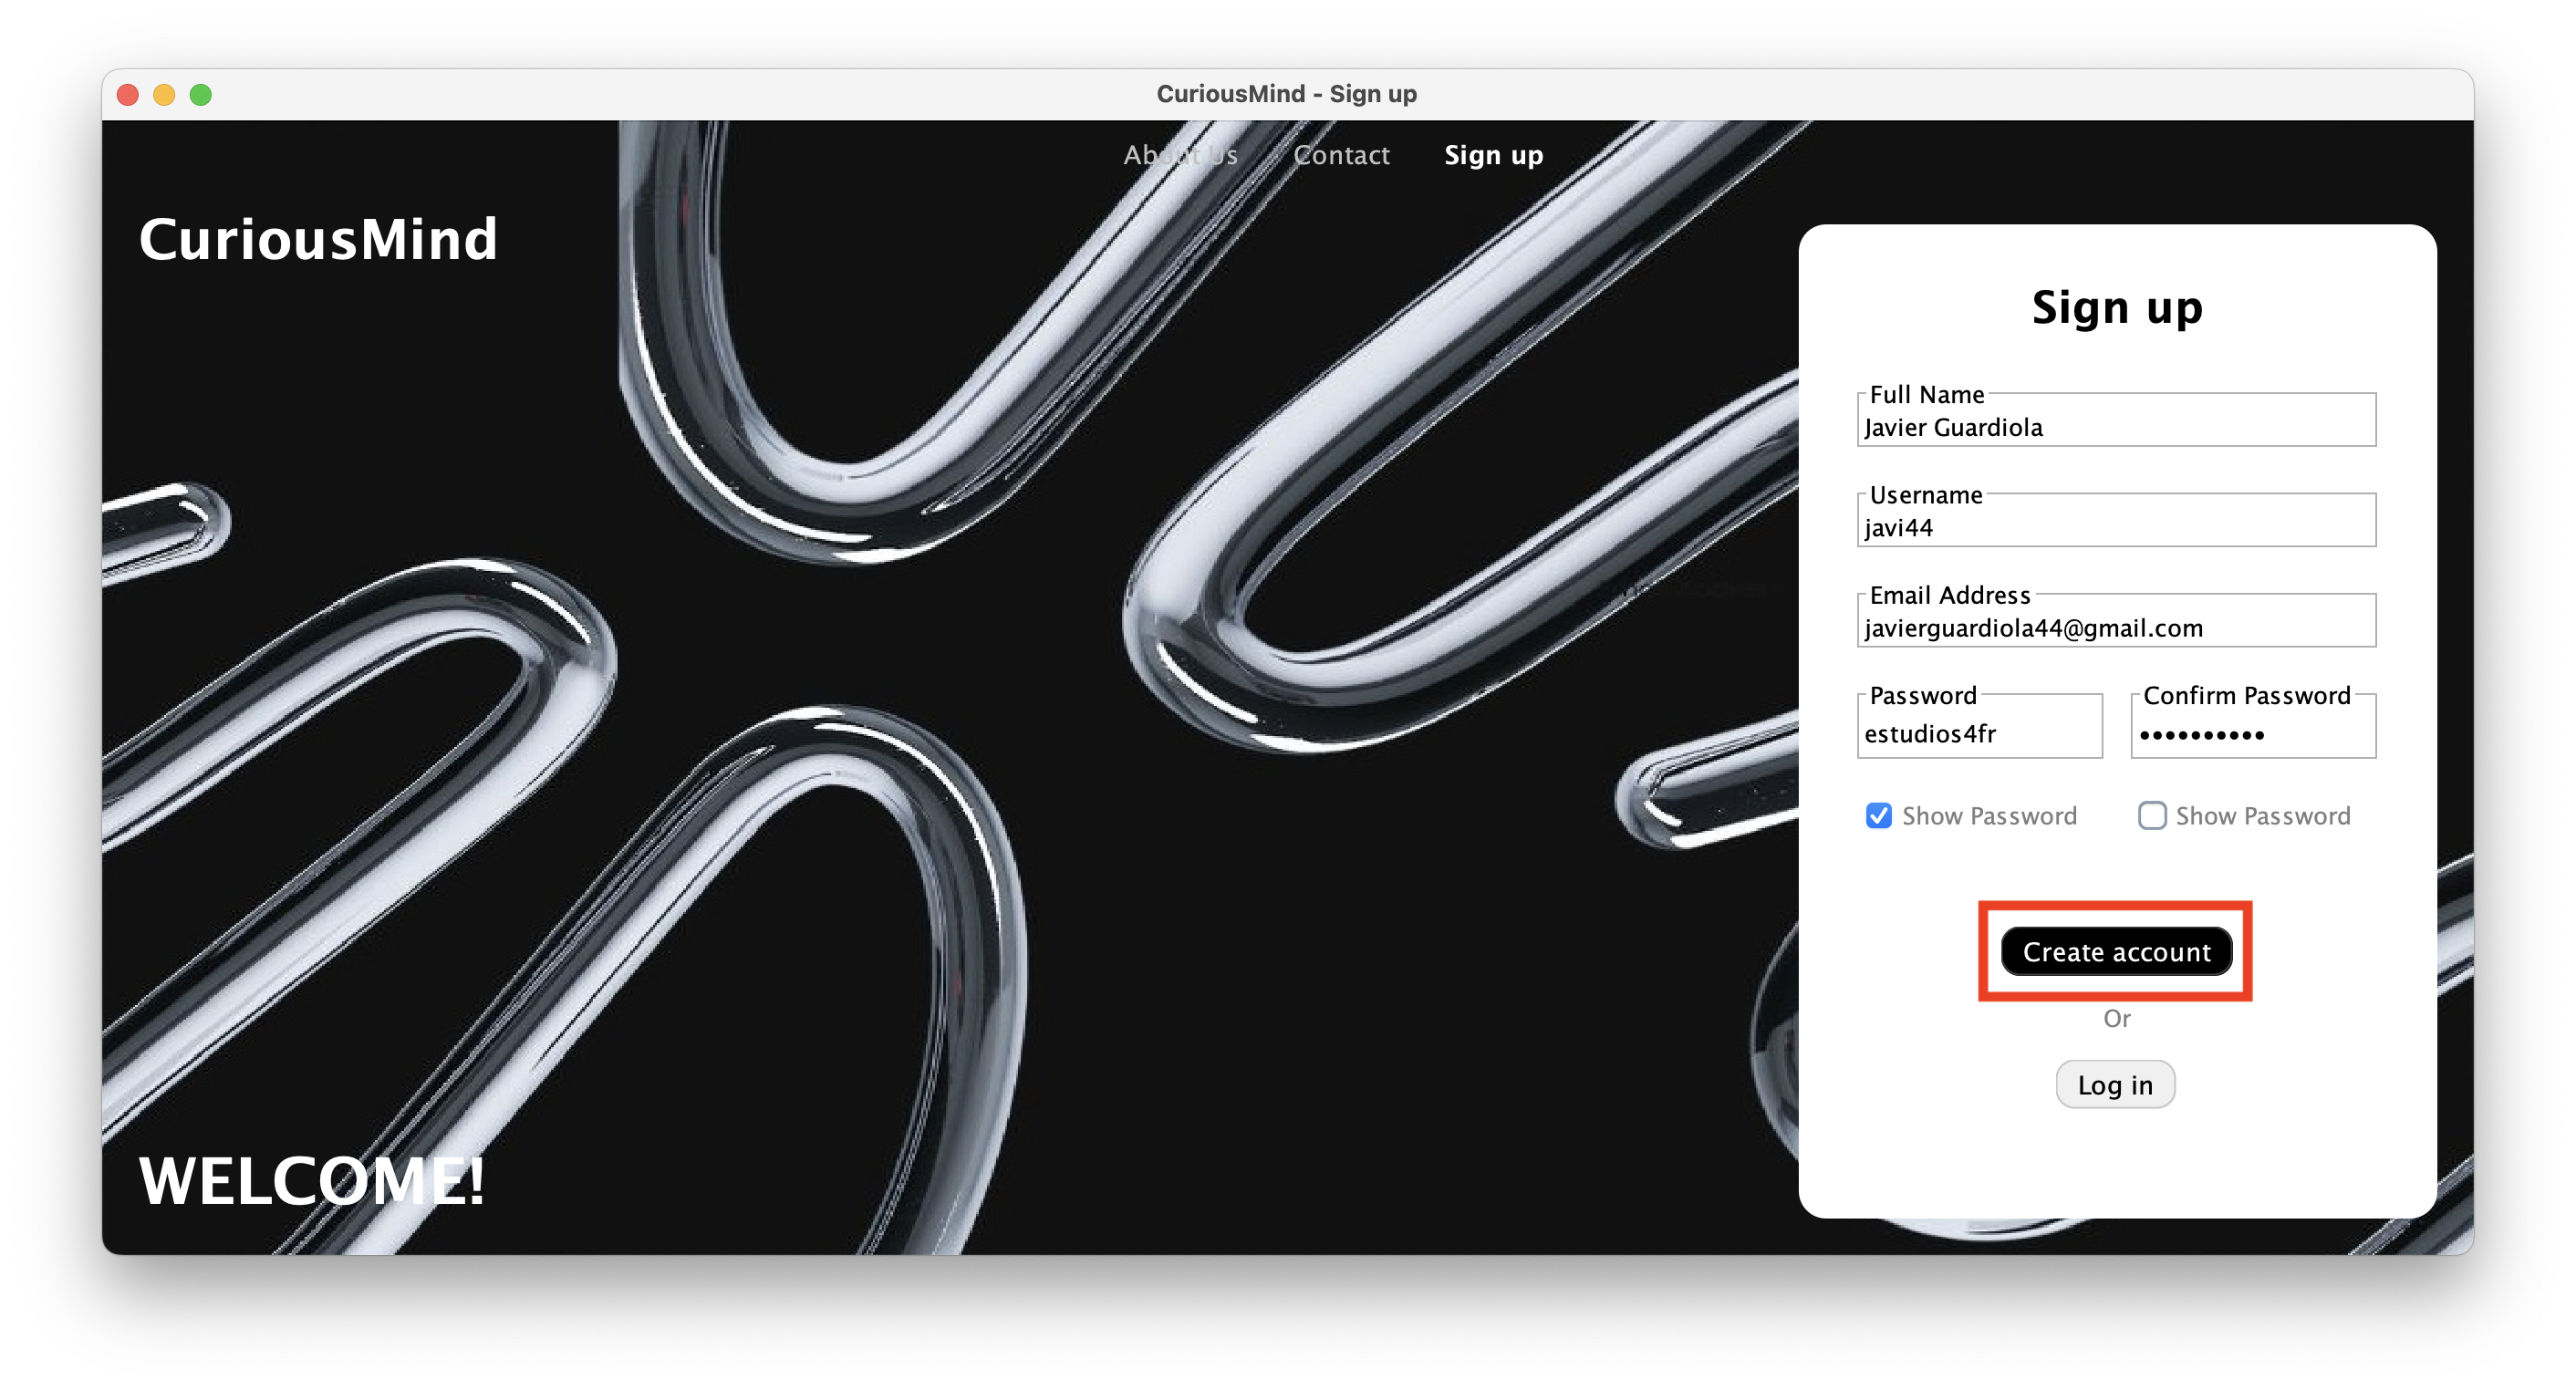 CuriousMind - Sign up
About Us Contact Sign up
CuriousMind
Sign up
Full Name
Javier Guardiola
Username
javi44
Email Address
javierguardiola44@gmail.com
Password Confirm Password
estudios4fr ••••••••••
Show Password Show Password
Create account
Or
Log in
WELCOME!